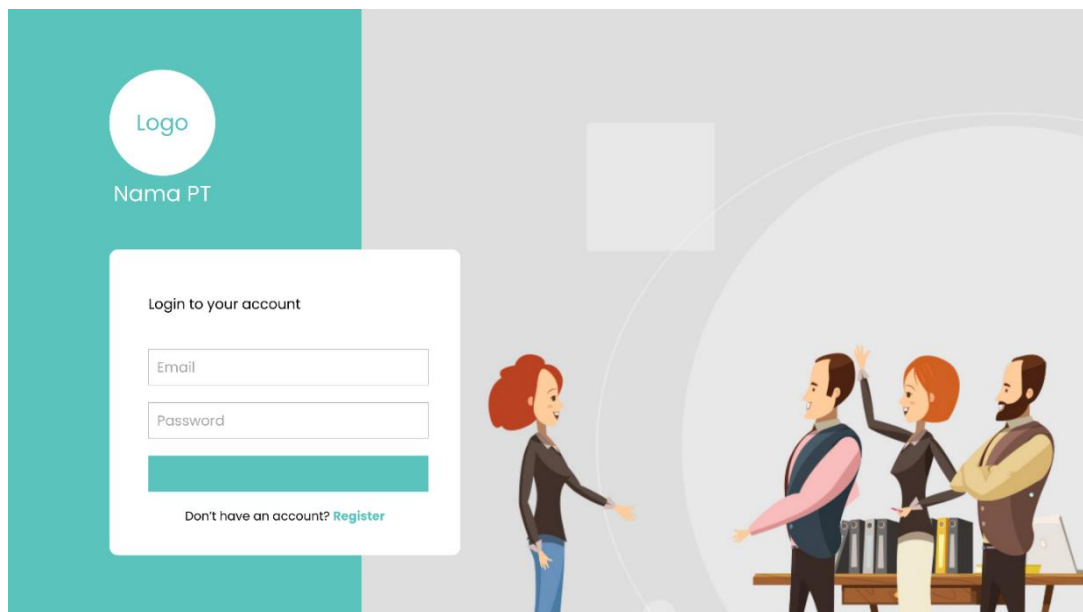 Logo
Nama PT
Login to your account
Email
Password
Don't have an account? Register